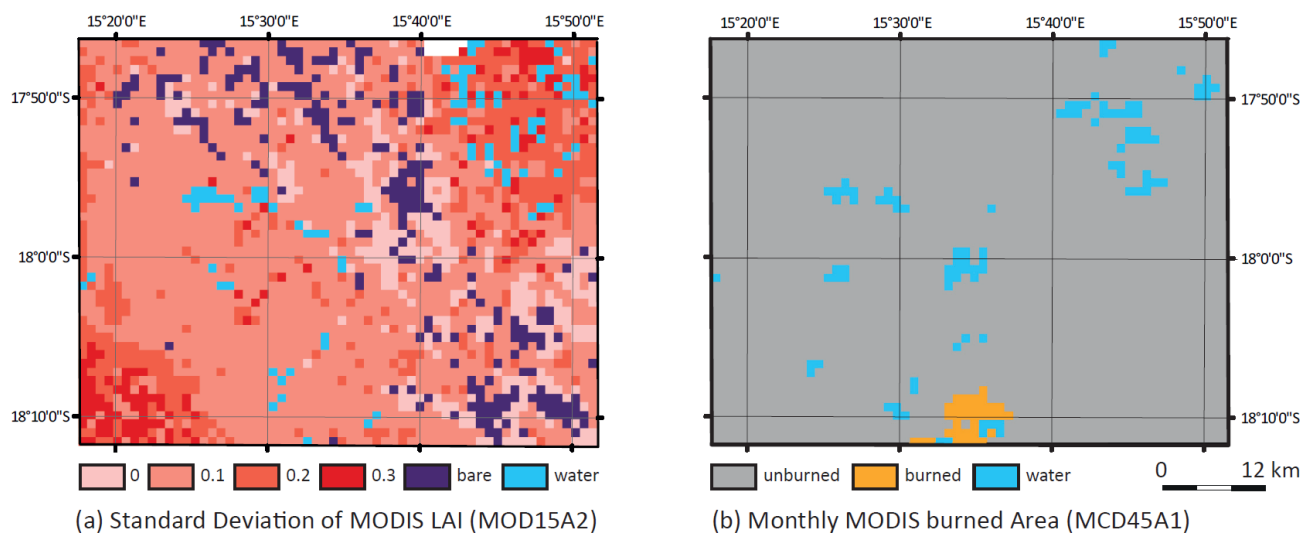 15°20'0"E 15°30'0"E 15°40'0"E 15°50'0"E
15°20'0"E 15°30'0"E 15°40'0"E 15°50'0"E
17°50'0"S
17°50'0"S
18°0'0"S
18°0'0"S
18°10'0"S
18°10'0"S
0 0.1 0.2 0.3 bare water
unburned burned water
0 12 km
(a) Standard Deviation of MODIS LAI (MOD15A2)
(b) Monthly MODIS burned Area (MCD45A1)